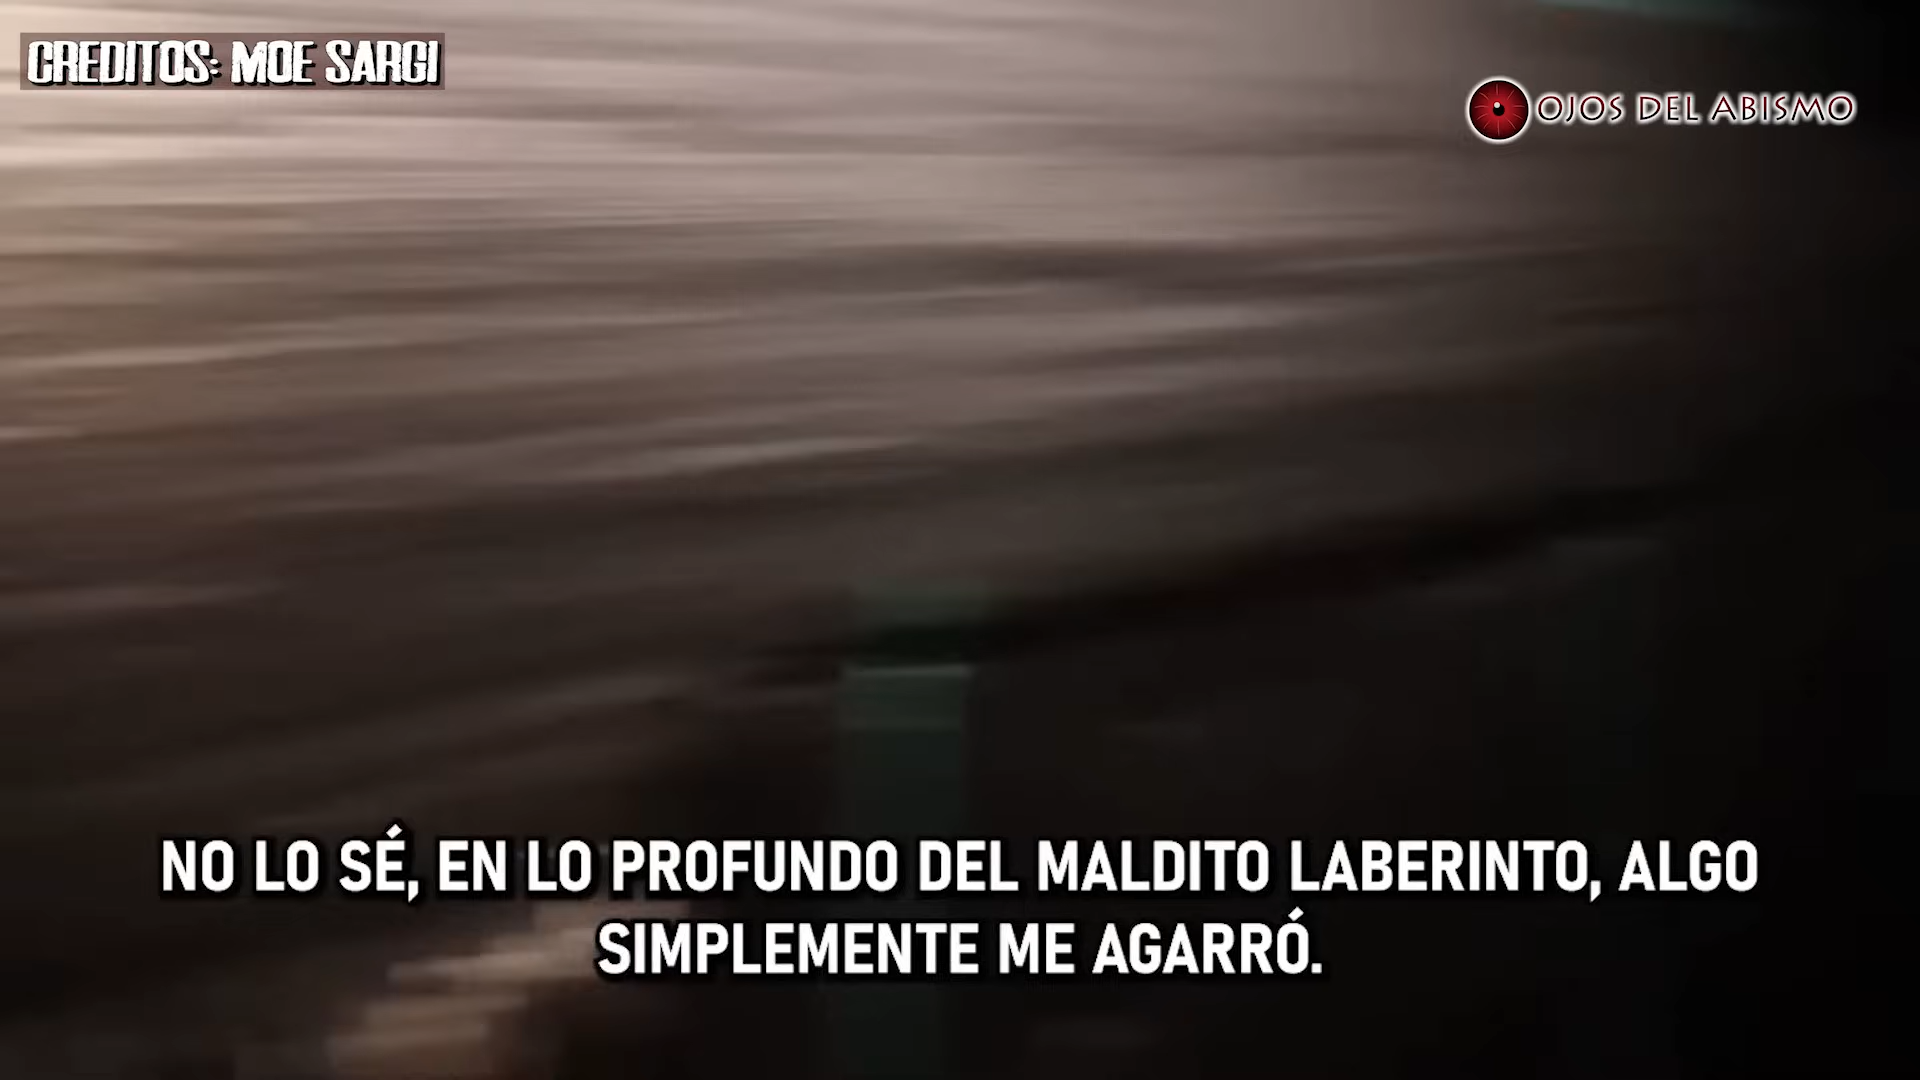 CREDITOS: MOE SARGI
OJOS DEL ABISMO
NO LO SÉ, EN LO PROFUNDO DEL MALDITO LABERINTO, ALGO
SIMPLEMENTE ME AGARRÓ.